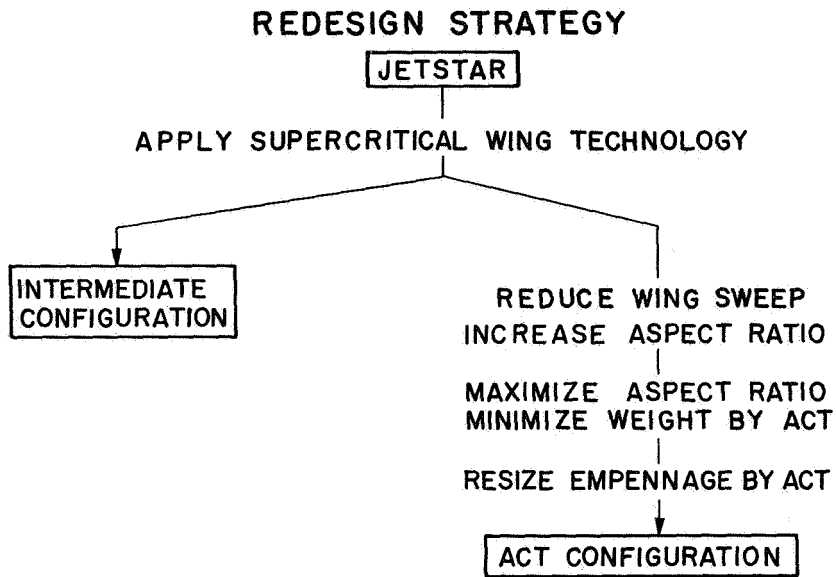 REDESIGN STRATEGY
JETSTAR
APPLY SUPERCRITICAL WING TECHNOLOGY
INTERMEDIATE
CONFIGURATION
REDUCE WING SWEEP
INCREASE ASPECT RATIO
MAXIMIZE ASPECT RATIO
MINIMIZE WEIGHT BY ACT
RESIZE EMPENNAGE BY ACT
ACT CONFIGURATION